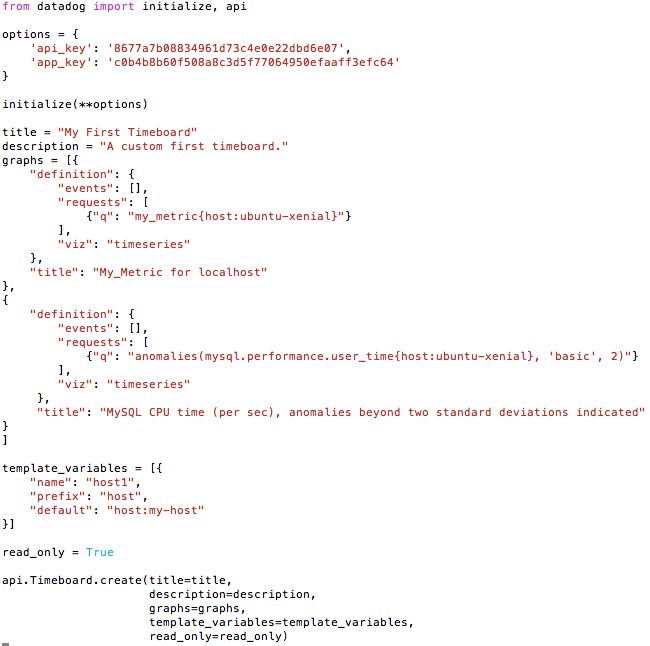 from datadog import initialize, api

options = {
    'api_key': '8677a7b08834961d73c4e0e22dbd6e07',
    'app_key': 'c0b4b8b60f508a8c3d5f77064950efaaff3efc64'
}

initialize(**options)

title = "My First Timeboard"
description = "A custom first timeboard."
graphs = [{
    "definition": {
        "events": [],
        "requests": [
            {"q": "my_metric{host:ubuntu-xenial}"}
        ],
        "viz": "timeseries"
    },
    "title": "My_Metric for localhost"
},
{
    "definition": {
        "events": [],
        "requests": [
            {"q": "anomalies(mysql.performance.user_time{host:ubuntu-xenial}, 'basic', 2)"}
        ],
        "viz": "timeseries"
     },
     "title": "MySQL CPU time (per sec), anomalies beyond two standard deviations indicated"
}
]

template_variables = [{
    "name": "host1",
    "prefix": "host",
    "default": "host:my-host"
}]

read_only = True

api.Timeboard.create(title=title,
                     description=description,
                     graphs=graphs,
                     template_variables=template_variables,
                     read_only=read_only)